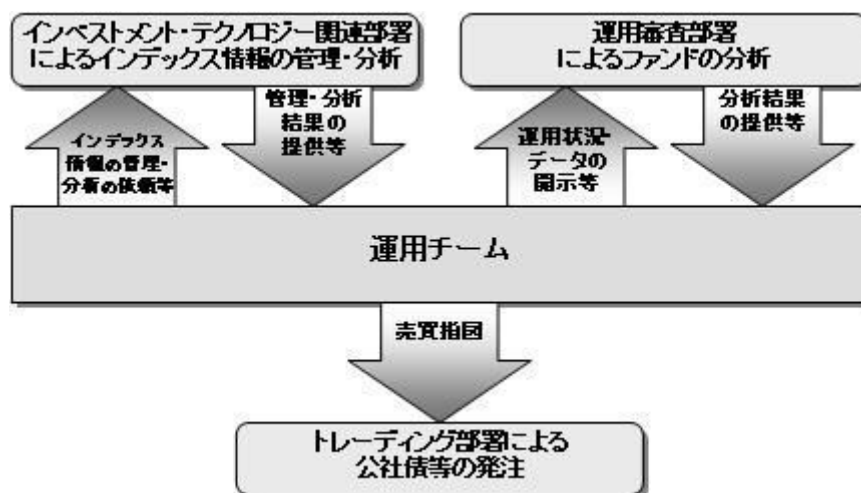 インベストメント・テクノロジー関連部署
によるインデックス情報の管理・分析
運用審査部署
によるファンドの分析
インデックス
情報の管理・
分析の依頼等
管理・分析
結果の
提供等
運用状況・
データの
開示等
分析結果
の提供等
運用チーム
売買指図
トレーディング部署による
公社債等の発注